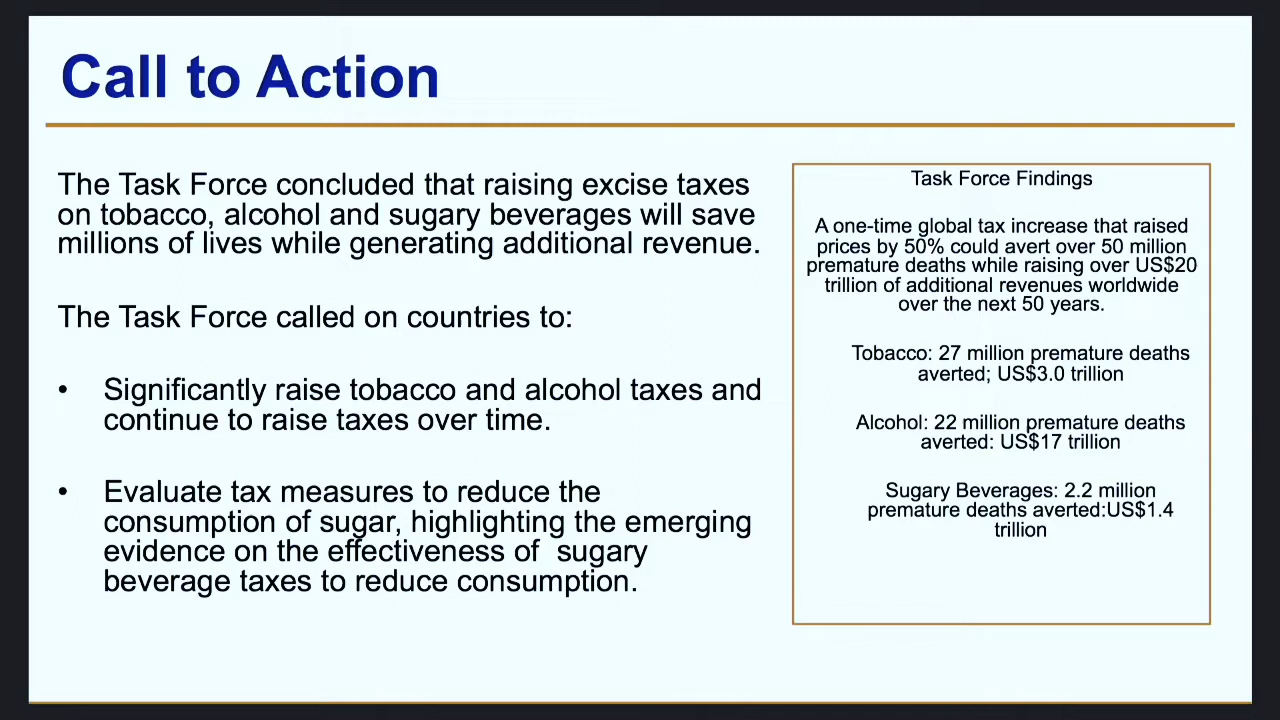 Call to Action
The Task Force concluded that raising excise taxes
on tobacco, alcohol and sugary beverages will save
millions of lives while generating additional revenue.
The Task Force called on countries to:
• Significantly raise tobacco and alcohol taxes and
continue to raise taxes over time.
• Evaluate tax measures to reduce the
consumption of sugar, highlighting the emerging
evidence on the effectiveness of  sugary
beverage taxes to reduce consumption.
Task Force Findings
A one-time global tax increase that raised
prices by 50% could avert over 50 million
premature deaths while raising over US$20
trillion of additional revenues worldwide
over the next 50 years.
Tobacco: 27 million premature deaths
averted; US$3.0 trillion
Alcohol: 22 million premature deaths
averted: US$17 trillion
Sugary Beverages: 2.2 million
premature deaths averted:US$1.4
trillion